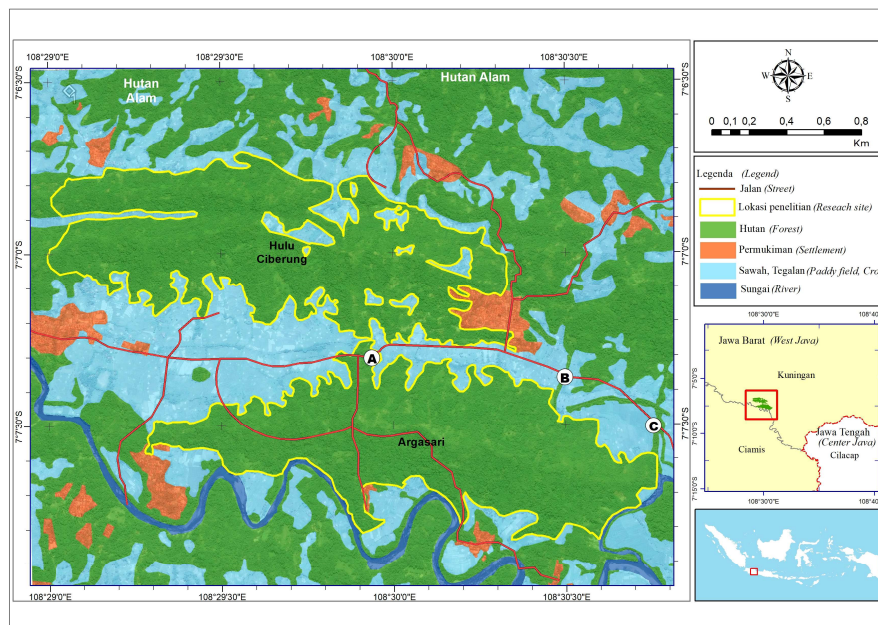 108°29'0"E 108°29'30"E 108°30'0"E 108°30'30"E
7°6'30"S
7°7'0"S
7°7'30"S
Hutan
Alam
Hutan Alam
Hulu
Ciberung
A
B
C
Argasari
7°6'30"S
7°7'0"S
7°7'30"S
108°29'0"E 108°29'30"E 108°30'0"E 108°30'30"E
N
W E
S
0 0,1 0,2 0,4 0,6 0,8
Km
Legenda (Legend)
Jalan (Street)
Lokasi penelitian (Reseach site)
Hutan (Forest)
Permukiman (Settlement)
Sawah, Tegalan (Paddy field, Cro
Sungai (River)
108°30'0"E 108°40
Jawa Barat (West Java)
Kuningan
Jawa Tengah
(Center Java)
Ciamis
Cilacap
7°5'0"S
7°10'0"S
7°15'0"S
108°30'0"E 108°40